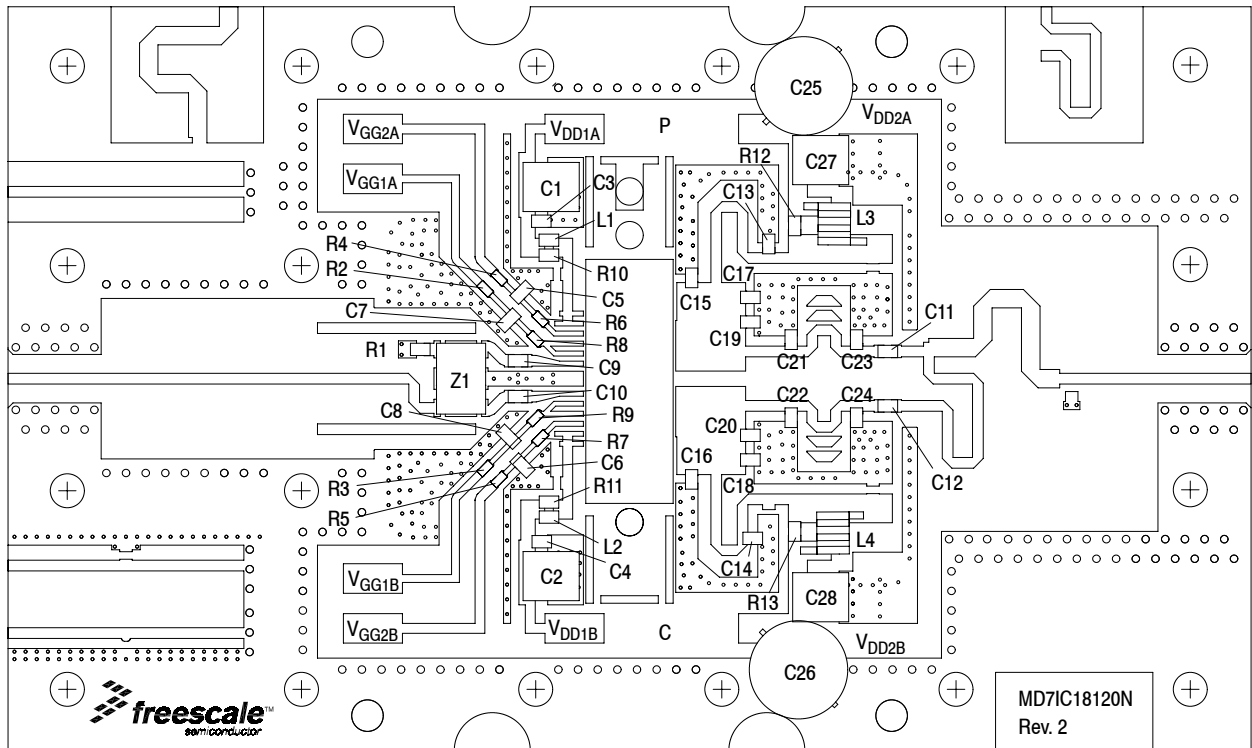 C25
VGG2A
VDD1A
P
VDD2A
R12
C27
VGG1A
C1
C3
C13
L1
L3
R4
R2
R10
C17
C5
C15
C7
R6
C11
R8
C19
R1
C21
C23
C9
Z1
C10
C22
C24
C8
R9
C20
R7
C16
C6
C18
C12
R3
R11
R5
L2
L4
C4
C14
VGG1B
C2
R13
C28
VGG2B
VDD1B
C
VDD2B
C26
freescale™
semiconductor
MD7IC18120N
Rev. 2